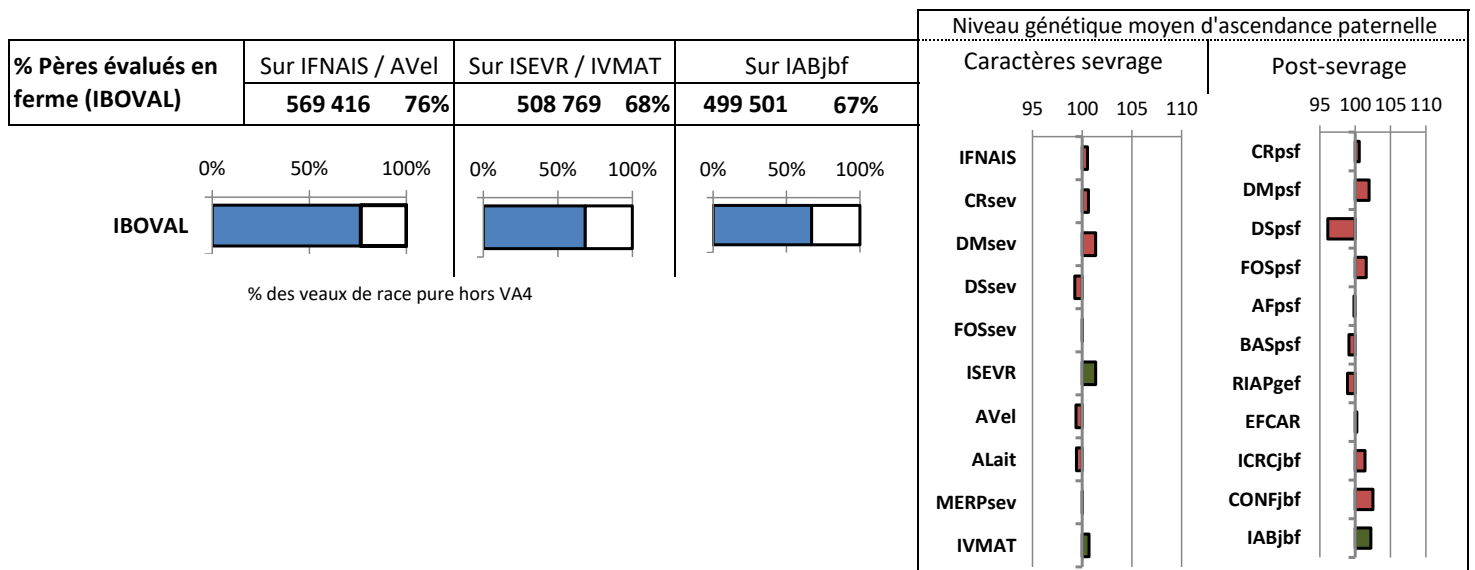 Niveau génétique moyen d'ascendance paternelle
% Pères évalués en ferme (IBOVAL)
Sur IFNAIS / AVel
Sur ISEVR / IVMAT
Sur IABjbf
569 416 76%
508 769 68%
499 501 67%
0% 50% 100%
0% 50% 100%
0% 50% 100%
IBOVAL
% des veaux de race pure hors VA4
Caractères sevrage
95 100 105 110
IFNAIS
CRsev
DMsev
DSsev
FOSsev
ISEVR
AVel
ALait
MERPsev
IVMAT
Post-sevrage
95 100 105 110
CRpsf
DMpsf
DSpsf
FOSpsf
AFpsf
BASpsf
RIAPgef
EFCAR
ICRCjbf
CONFjbf
IABjbf